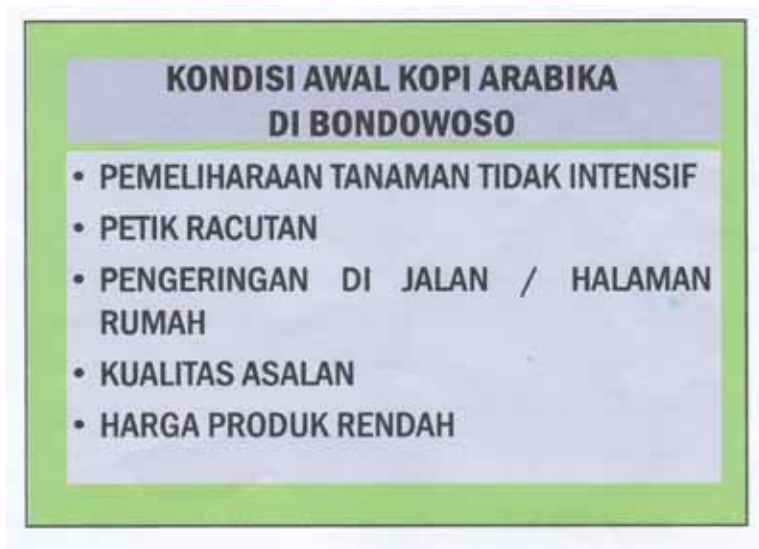 KONDISI AWAL KOPI ARABIKA
DI BONDOWOSO
• PEMELIHARAAN TANAMAN TIDAK INTENSIF
• PETIK RACUTAN
• PENGERINGAN DI JALAN / HALAMAN
RUMAH
• KUALITAS ASALAN
• HARGA PRODUK RENDAH